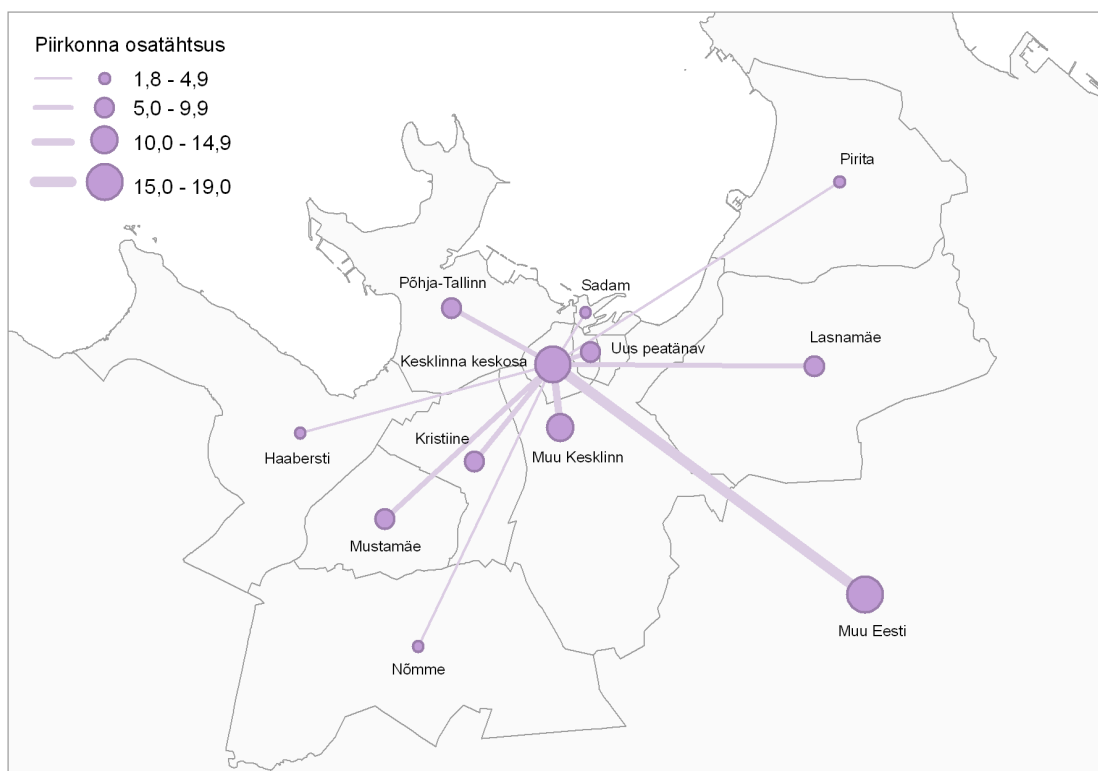 Piirkonna osatähtsus
1,8 - 4,9
5,0 - 9,9
10,0 - 14,9
15,0 - 19,0
Pirita
Põhja-Tallinn
Sadam
Uus peatänav
Lasnamäe
Kesklinna keskosa
Kristiine
Haabersti
Muu Kesklinn
Mustamäe
Muu Eesti
Nõmme